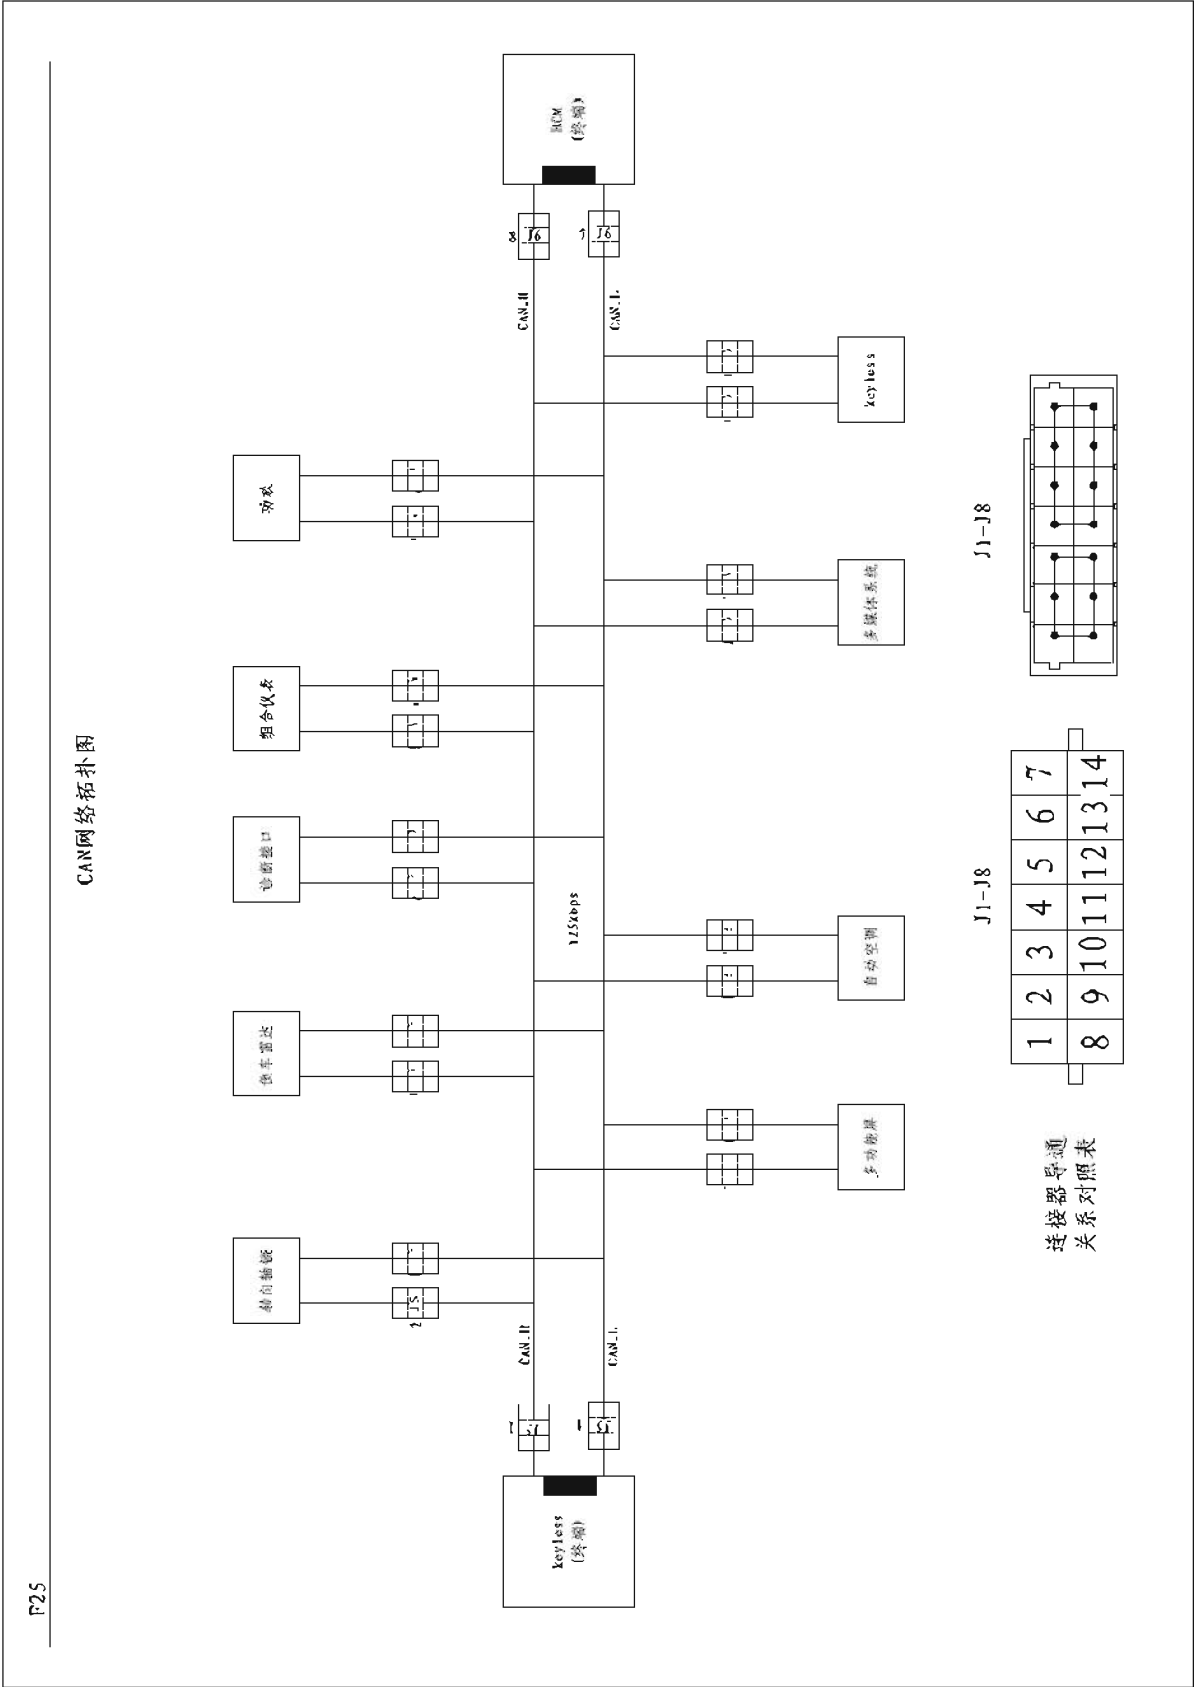 F25
CAN网络拓扑图
转向轴锁
倒车雷达
诊断接口
组合仪表
功放
2
J5
CAN_H
CAN_H
8
J6
keyless
(终端)
125kbps
BCM
(终端)
CAN_L
CAN_L
J6
多功能屏
自动空调
多媒体系统
keyless
J1-J8
J1-J8
连接器导通
关系对照表
1 2 3 4 5 6 7
8 9 10 11 12 13 14